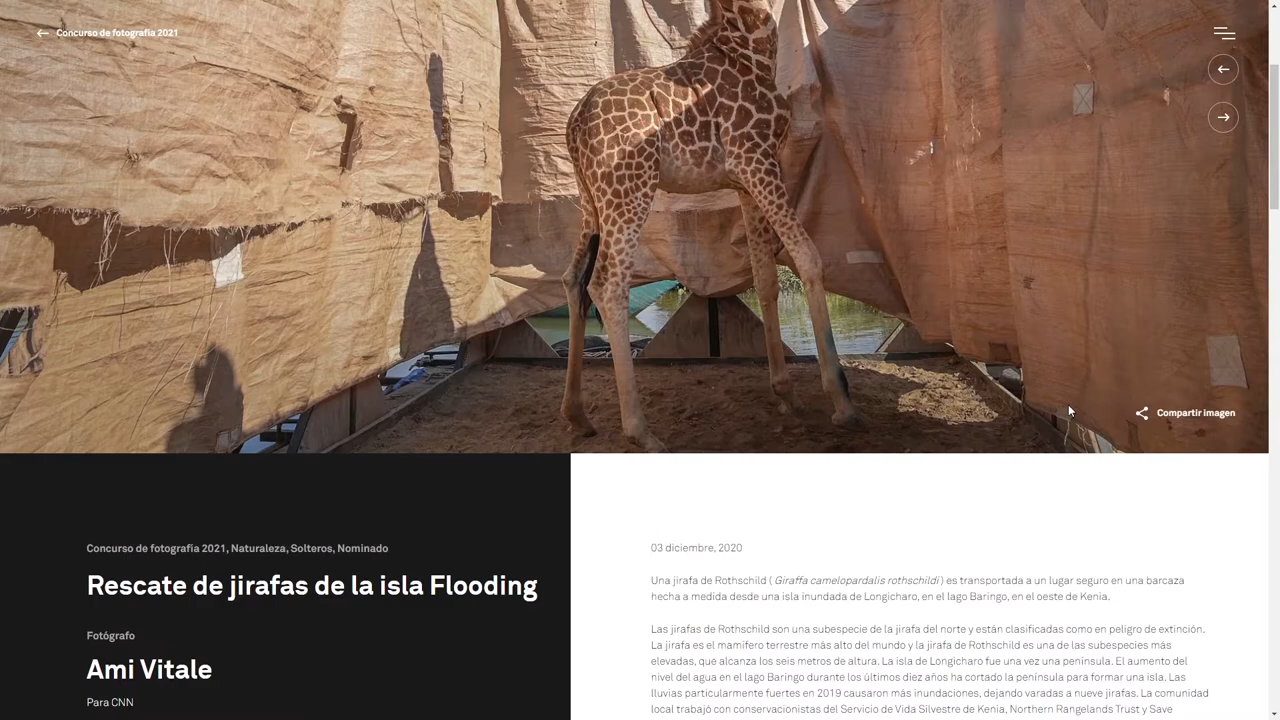 Concurso de fotografia 2021
Compartir imagen
Concurso de fotografia 2021, Naturaleza, Solteros, Nominado
Rescate de jirafas de la isla Flooding
Fotógrafo
Ami Vitale
Para CNN
03 diciembre, 2020
Una jirafa de Rothschild ( Giraffa camelopardalis rothschildi ) es transportada a un lugar seguro en una barcaza
hecha a medida desde una isla inundada de Longicharo, en el lago Baringo, en el oeste de Kenia.
Las jirafas de Rothschild son una subespecie de la jirafa del norte y están clasificadas como en peligro de extinción.
La jirafa es el mamífero terrestre más alto del mundo y la jirafa de Rothschild es una de las subespecies más
elevadas, que alcanza los seis metros de altura. La isla de Longicharo fue una vez una península. El aumento del
nivel del agua en el lago Baringo durante los últimos diez años ha cortado la península para formar una isla. Las
lluvias particularmente fuertes en 2019 causaron más inundaciones, dejando varadas a nueve jirafas. La comunidad
local trabajó con conservacionistas del Servicio de Vida Silvestre de Kenia, Northern Rangelands Trust y Save